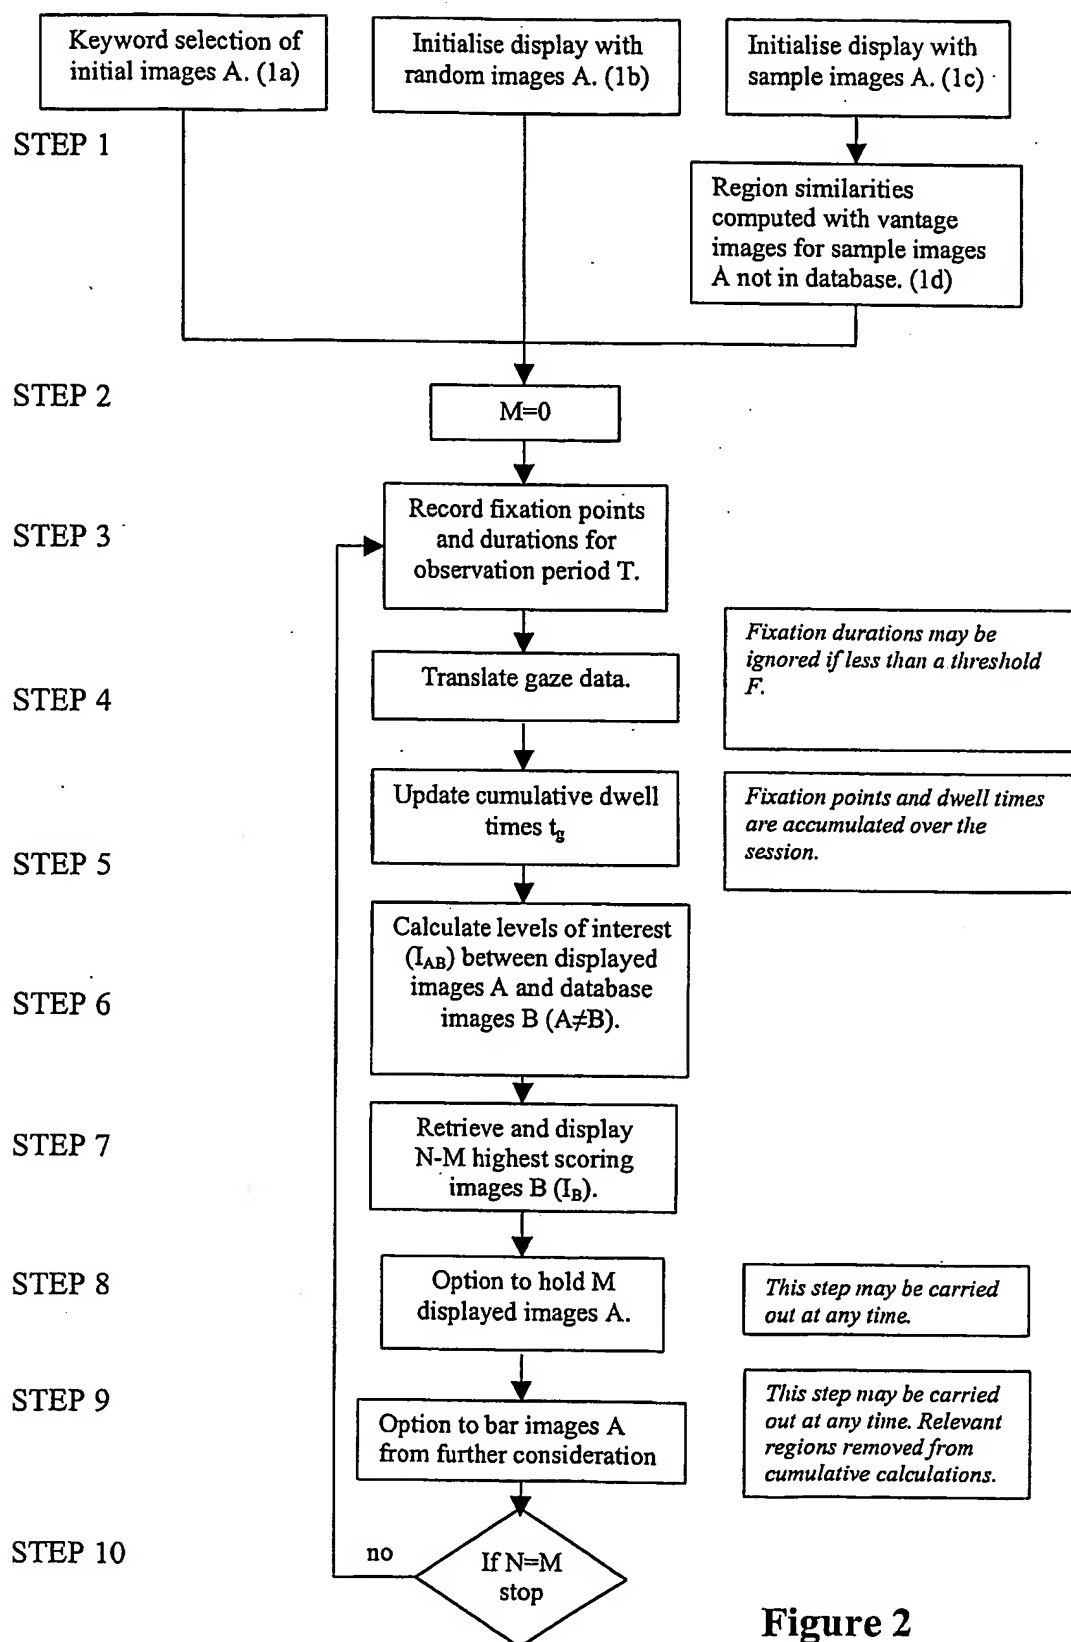 Keyword selection of
initial images A. (1a)
Initialise display with
random images A. (1b)
Initialise display with
sample images A. (1c)
STEP 1
Region similarities
computed with vantage
images for sample images
A not in database. (1d)
STEP 2
M=0
STEP 3
Record fixation points
and durations for
observation period T.
STEP 4
Translate gaze data.
Fixation durations may be
ignored if less than a threshold
F.
STEP 5
Update cumulative dwell
times tg
Fixation points and dwell times
are accumulated over the
session.
STEP 6
Calculate levels of interest
(IAB) between displayed
images A and database
images B (A≠B).
STEP 7
Retrieve and display
N-M highest scoring
images B (IB).
STEP 8
Option to hold M
displayed images A.
This step may be carried
out at any time.
STEP 9
Option to bar images A
from further consideration
This step may be carried
out at any time. Relevant
regions removed from
cumulative calculations.
STEP 10
no
If N=M
stop
Figure 2